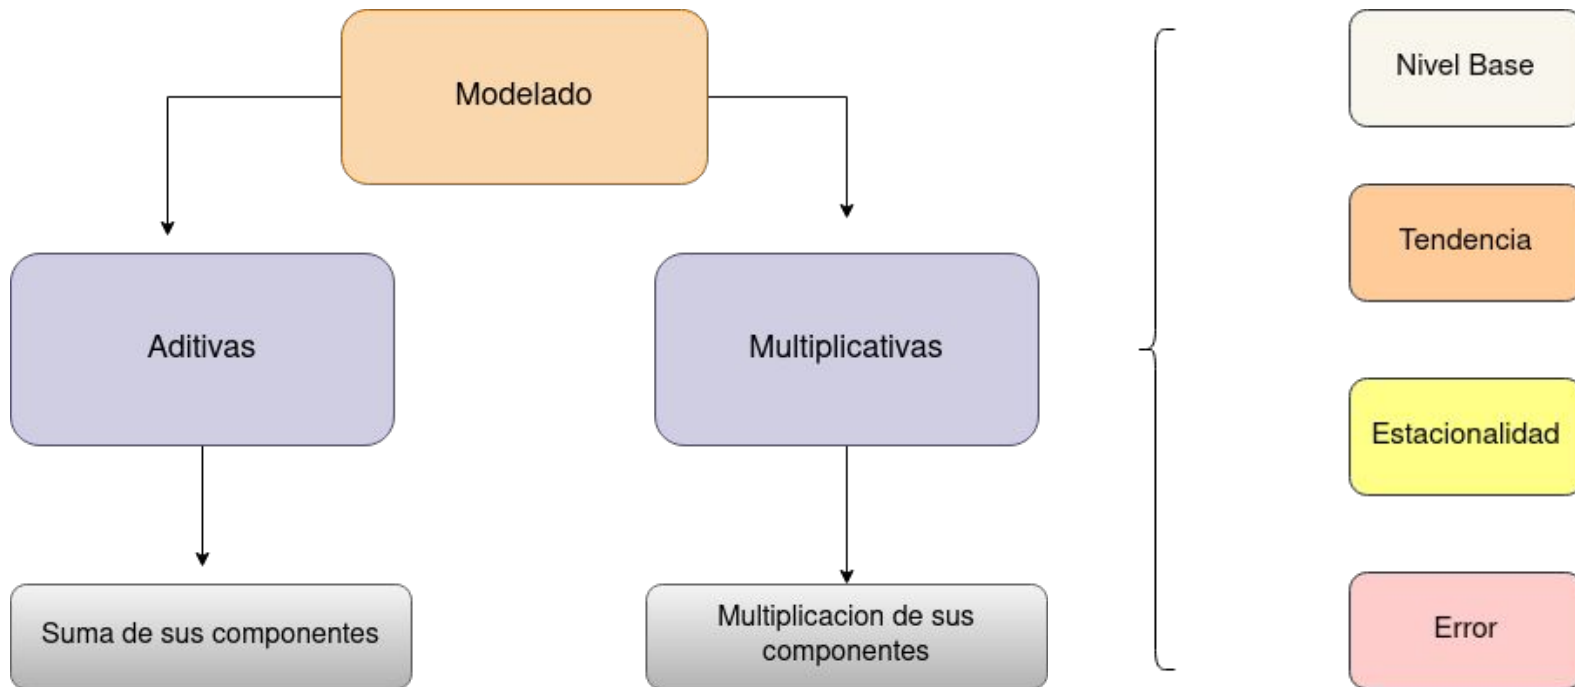 Modelado
Aditivas
Multiplicativas
Suma de sus componentes
Multiplicacion de sus
componentes
Nivel Base
Tendencia
Estacionalidad
Error